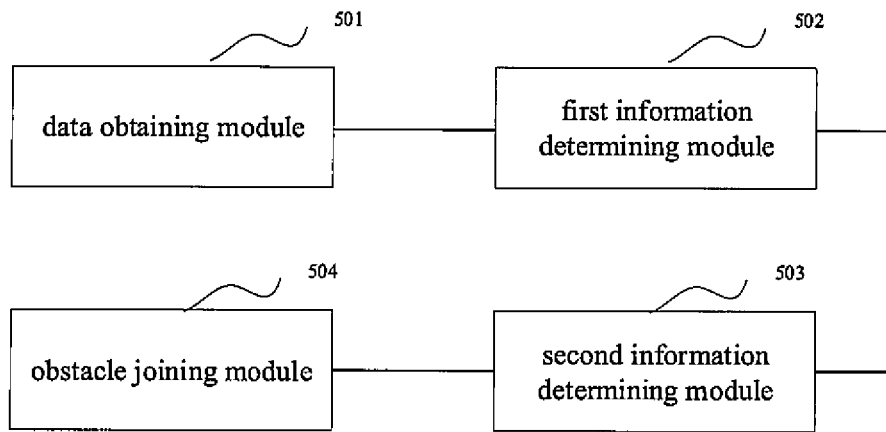 501
data obtaining module
502
first information
determining module
504
obstacle joining module
503
second information
determining module